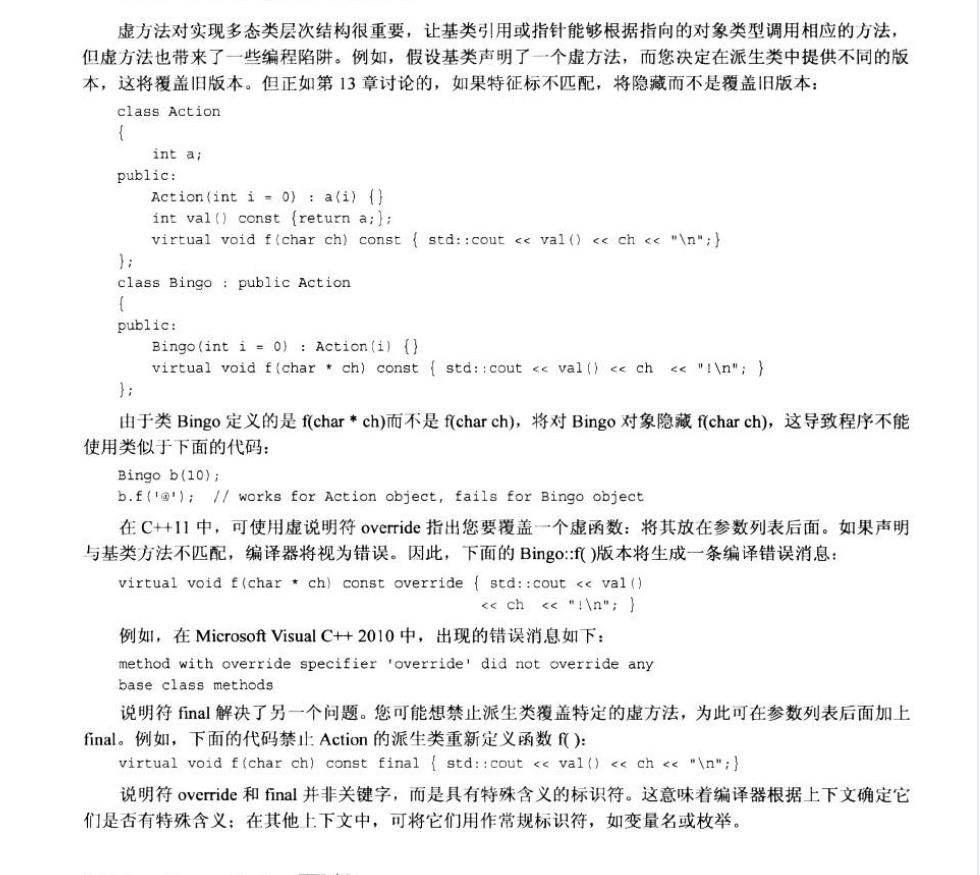 虚方法对实现多态类层次结构很重要，让基类引用或指针能够根据指向的对象类型调用相应的方法，
但虚方法也带来了一些编程陷阱。例如，假设基类声明了一个虚方法，而您决定在派生类中提供不同的版
本，这将覆盖旧版本。但正如第 13 章讨论的，如果特征标不匹配，将隐藏而不是覆盖旧版本：
class Action
{
int a;
public:
Action(int i = 0) : a(i) {}
int val() const {return a;};
virtual void f(char ch) const { std::cout << val() << ch << "\n";}
};
class Bingo : public Action
{
public:
Bingo(int i = 0) : Action(i) {}
virtual void f(char * ch) const { std::cout << val() << ch << "!\n"; }
};
由于类 Bingo 定义的是 f(char * ch)而不是 f(char ch)，将对 Bingo 对象隐藏 f(char ch)，这导致程序不能
使用类似于下面的代码：
Bingo b(10);
b.f('@'); // works for Action object, fails for Bingo object
在 C++11 中，可使用虚说明符 override 指出您要覆盖一个虚函数：将其放在参数列表后面。如果声明
与基类方法不匹配，编译器将视为错误。因此，下面的 Bingo::f( )版本将生成一条编译错误消息：
virtual void f(char * ch) const override { std::cout << val()
<< ch << "!\n"; }
例如，在 Microsoft Visual C++ 2010 中，出现的错误消息如下：
method with override specifier 'override' did not override any
base class methods
说明符 final 解决了另一个问题。您可能想禁止派生类覆盖特定的虚方法，为此可在参数列表后面加上
final。例如，下面的代码禁止 Action 的派生类重新定义函数 f( )：
virtual void f(char ch) const final { std::cout << val() << ch << "\n";}
说明符 override 和 final 并非关键字，而是具有特殊含义的标识符。这意味着编译器根据上下文确定它
们是否有特殊含义；在其他上下文中，可将它们用作常规标识符，如变量名或枚举。